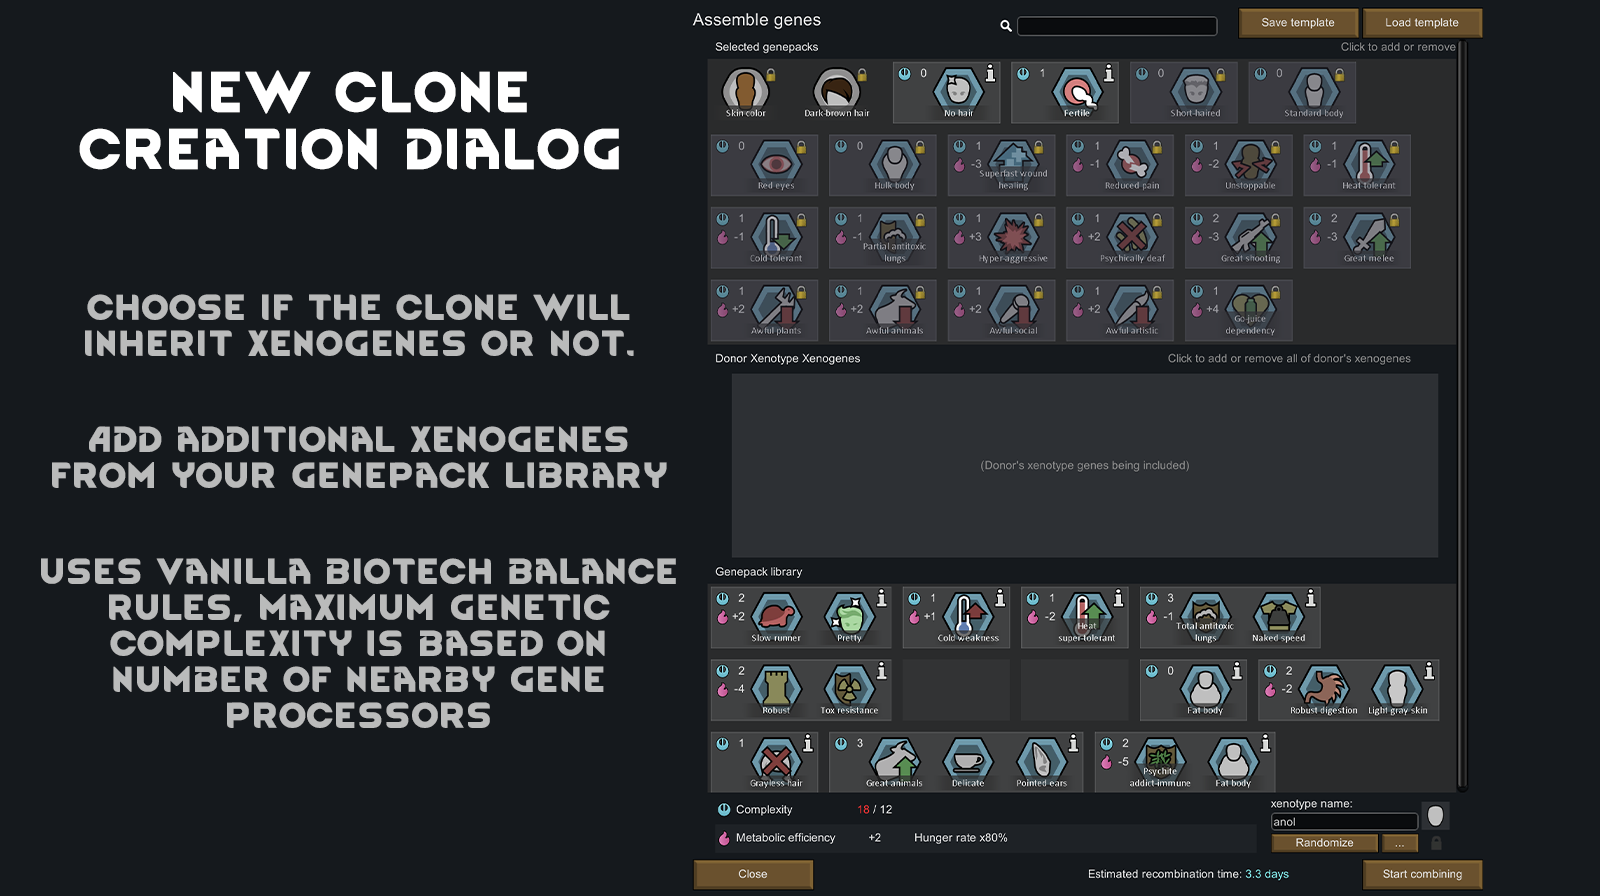 NEW CLONE
CREATION DIALOG
CHOOSE IF THE CLONE WILL
INHERIT XENOGENES OR NOT.
ADD ADDITIONAL XENOGENES
FROM YOUR GENEPACK LIBRARY
USES VANILLA BIOTECH BALANCE
RULES, MAXIMUM GENETIC
COMPLEXITY IS BASED ON
NUMBER OF NEARBY GENE
PROCESSORS
Assemble genes
Save template
Load template
Selected genepacks
Click to add or remove
Skin color
Dark-brown hair
0
No hair
1
Fertile
0
Short-haired
0
Standard body
0
Red eyes
0
Hulk body
1
-3
Superfast wound
healing
1
-1
Reduced pain
1
-2
Unstoppable
1
-1
Heat tolerant
1
-1
Cold tolerant
1
-1
Partial antitoxic
lungs
1
+3
Hyper-aggressive
1
+2
Psychically deaf
2
-3
Great shooting
2
-3
Great melee
1
+2
Awful plants
1
+2
Awful animals
1
+2
Awful social
1
+2
Awful artistic
1
+4
Go-juice
dependency
Donor Xenotype Xenogenes
Click to add or remove all of donor's xenogenes
(Donor's xenotype genes being included)
Genepack library
2
+2
Slow runner
Pretty
1
+1
Cold weakness
1
-2
Heat
super-tolerant
3
-1
Total antitoxic
lungs
Naked speed
2
-4
Robust
Tox resistance
0
Fat body
2
-2
Robust digestion
Light gray skin
1
Grayless hair
3
Great animals
Delicate
Pointed ears
2
-5
Psychite
addict-immune
Fat body
Complexity
18 / 12
Metabolic efficiency
+2
Hunger rate x80%
xenotype name:
anol
Randomize
...
Close
Estimated recombination time: 3.3 days
Start combining